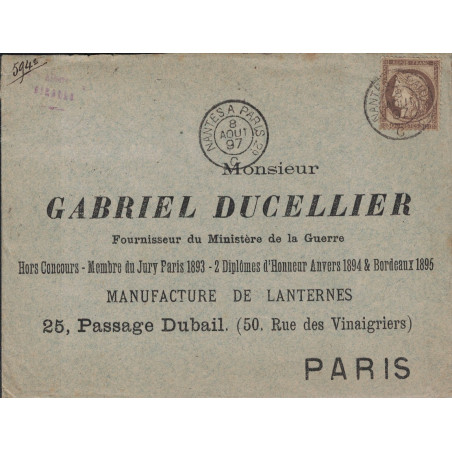 594
NANTES A PARIS 2º
8
AOUT
97
C
Monsieur
GABRIEL DUCELLIER
Fournisseur du Ministère de la Guerre
Hors Concours - Membre du Jury Paris 1893 - 2 Diplômes d'Honneur Anvers 1894 & Bordeaux 1895
MANUFACTURE DE LANTERNES
25, Passage Dubail. (50. Rue des Vinaigriers)
PARIS